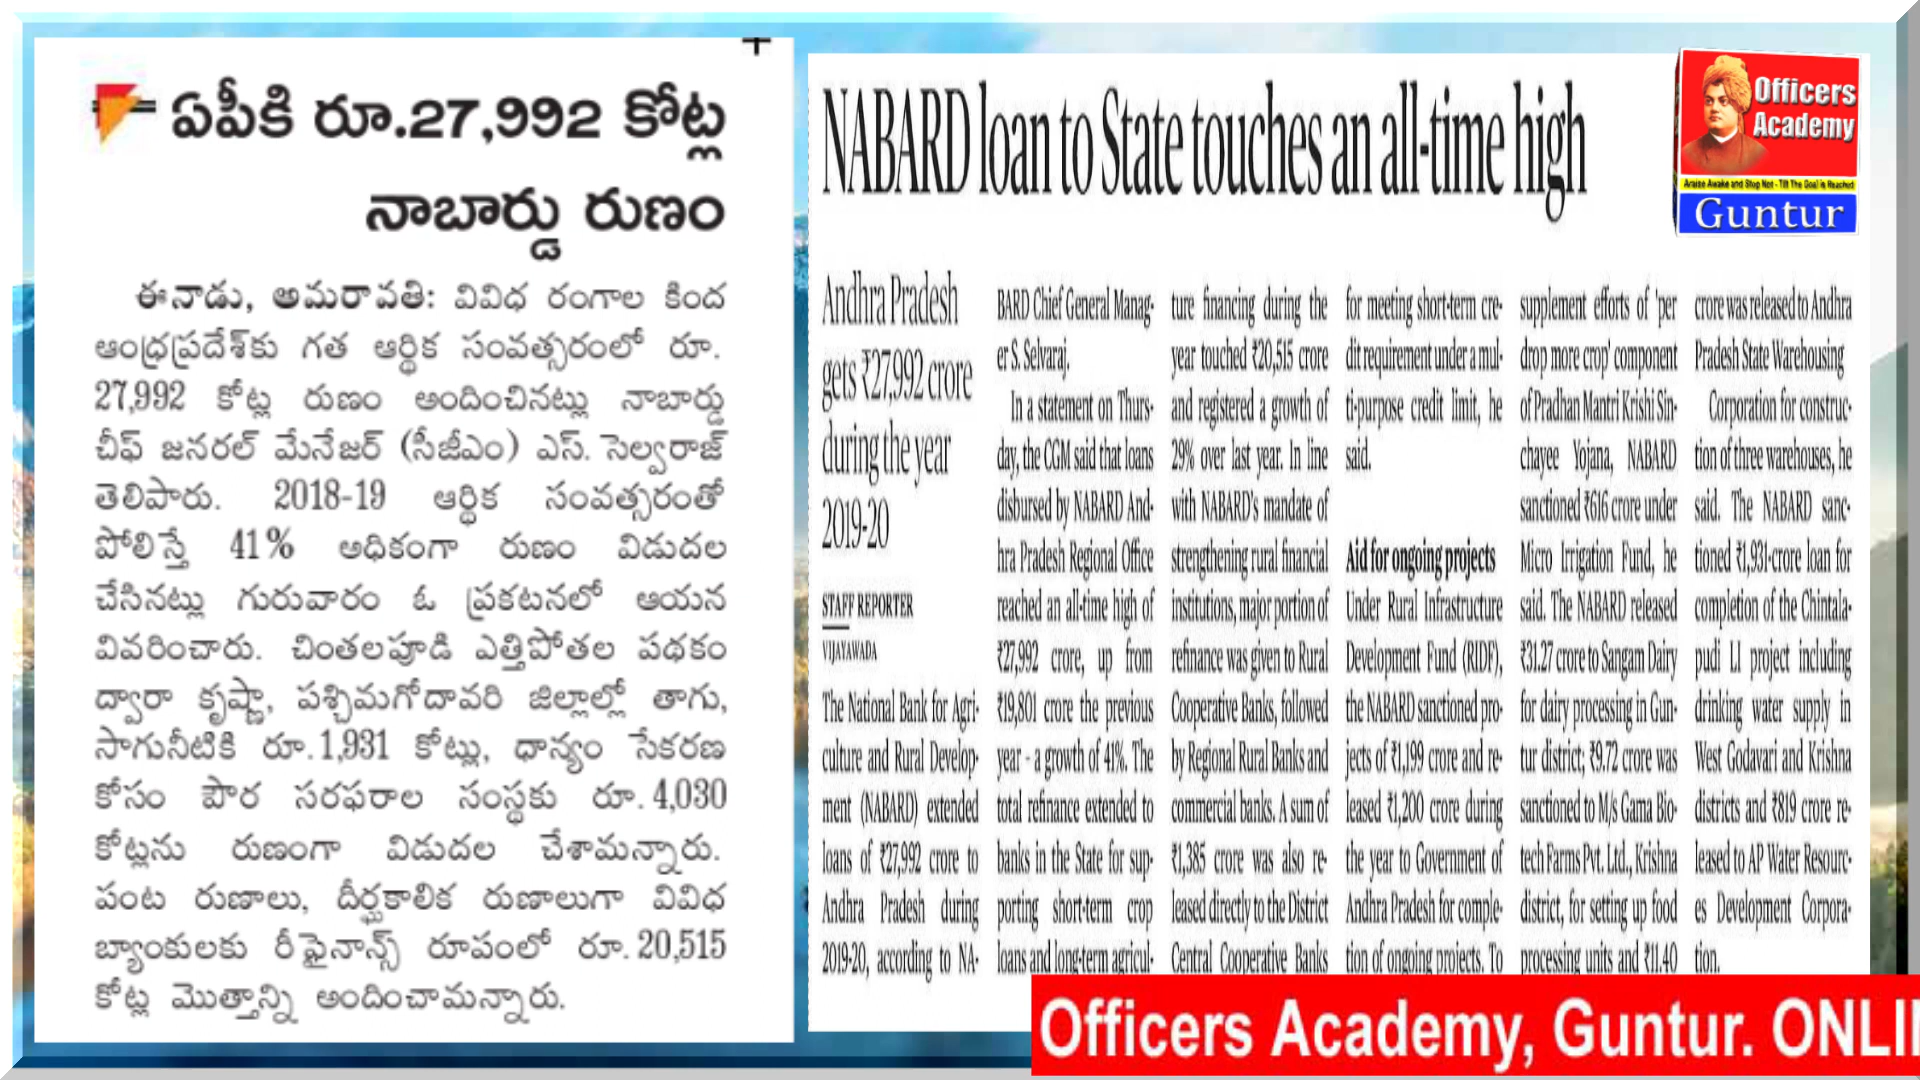 ఏపీకి రూ.27,992 కోట్ల
నాబార్డు రుణం
ఈనాడు, అమరావతి: వివిధ రంగాల కింద
ఆంధ్రప్రదేశ్‌కు గత ఆర్థిక సంవత్సరంలో రూ.
27,992 కోట్ల రుణం అందించినట్లు నాబార్డు
చీఫ్ జనరల్ మేనేజర్ (సీజీఎం) ఎస్. సెల్వరాజ్
తెలిపారు. 2018-19 ఆర్థిక సంవత్సరంతో
పోలిస్తే 41% అధికంగా రుణం విడుదల
చేసినట్లు గురువారం ఓ ప్రకటనలో ఆయన
వివరించారు. చింతలపూడి ఎత్తిపోతల పథకం
ద్వారా కృష్ణా, పశ్చిమగోదావరి జిల్లాల్లో తాగు,
సాగునీటికి రూ.1,931 కోట్లు, ధాన్యం సేకరణ
కోసం పౌర సరఫరాల సంస్థకు రూ.4,030
కోట్లను రుణంగా విడుదల చేశామన్నారు.
పంట రుణాలు, దీర్ఘకాలిక రుణాలుగా వివిధ
బ్యాంకులకు రీఫైనాన్స్ రూపంలో రూ.20,515
కోట్ల మొత్తాన్ని అందించామన్నారు.
NABARD loan to State touches an all-time high
Andhra Pradesh
gets ₹27,992 crore
during the year
2019-20
STAFF REPORTER
VIJAYAWADA
The National Bank for Agri-
culture and Rural Develop-
ment (NABARD) extended
loans of ₹27,992 crore to
Andhra Pradesh during
2019-20, according to NA-
BARD Chief General Manag-
er S. Selvaraj.
In a statement on Thurs-
day, the CGM said that loans
disbursed by NABARD And-
hra Pradesh Regional Office
reached an all-time high of
₹27,992 crore, up from
₹19,801 crore the previous
year - a growth of 41%. The
total refinance extended to
banks in the State for sup-
porting short-term crop
loans and long-term agricul-
ture financing during the
year touched ₹20,515 crore
and registered a growth of
29% over last year. In line
with NABARD's mandate of
strengthening rural financial
institutions, major portion of
refinance was given to Rural
Cooperative Banks, followed
by Regional Rural Banks and
commercial banks. A sum of
₹1,385 crore was also re-
leased directly to the District
Central Cooperative Banks
for meeting short-term cre-
dit requirement under a mul-
ti-purpose credit limit, he
said.
Aid for ongoing projects
Under Rural Infrastructure
Development Fund (RIDF),
the NABARD sanctioned pro-
jects of ₹1,199 crore and re-
leased ₹1,200 crore during
the year to Government of
Andhra Pradesh for comple-
tion of ongoing projects. To
supplement efforts of 'per
drop more crop' component
of Pradhan Mantri Krishi Sin-
chayee Yojana, NABARD
sanctioned ₹616 crore under
Micro Irrigation Fund, he
said. The NABARD released
₹31.27 crore to Sangam Dairy
for dairy processing in Gun-
tur district; ₹9.72 crore was
sanctioned to M/s Gama Bio-
tech Farms Pvt. Ltd., Krishna
district, for setting up food
processing units and ₹11.40
crore was released to Andhra
Pradesh State Warehousing
Corporation for construc-
tion of three warehouses, he
said. The NABARD sanc-
tioned ₹1,931-crore loan for
completion of the Chintala-
pudi LI project including
drinking water supply in
West Godavari and Krishna
districts and ₹819 crore re-
leased to AP Water Resourc-
es Development Corpora-
tion.
Officers
Academy
Araise Awake and Stop Not - Till The Goal is Reached
Guntur
Officers Academy, Guntur. ONLI